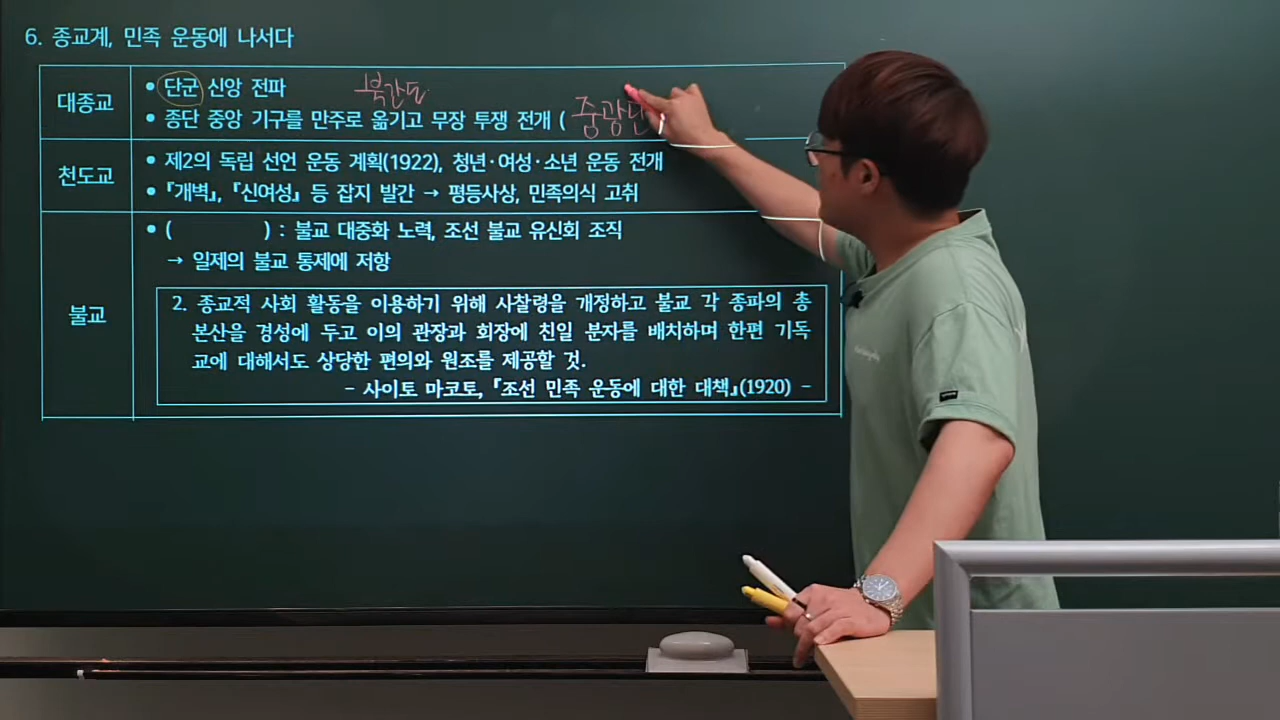 6. 종교계, 민족 운동에 나서다
대종교
• 단군 신앙 전파
북간도
• 종단 중앙 기구를 만주로 옮기고 무장 투쟁 전개 ( 중광단
천도교
• 제2의 독립 선언 운동 계획(1922), 청년·여성·소년 운동 전개
• 『개벽』, 『신여성』 등 잡지 발간 → 평등사상, 민족의식 고취
불교
• ( ) : 불교 대중화 노력, 조선 불교 유신회 조직
→ 일제의 불교 통제에 저항
2. 종교적 사회 활동을 이용하기 위해 사찰령을 개정하고 불교 각 종파의 총
본산을 경성에 두고 이의 관장과 회장에 친일 분자를 배치하며 한편 기독
교에 대해서도 상당한 편의와 원조를 제공할 것.
- 사이토 마코토, 『조선 민족 운동에 대한 대책』(1920) -